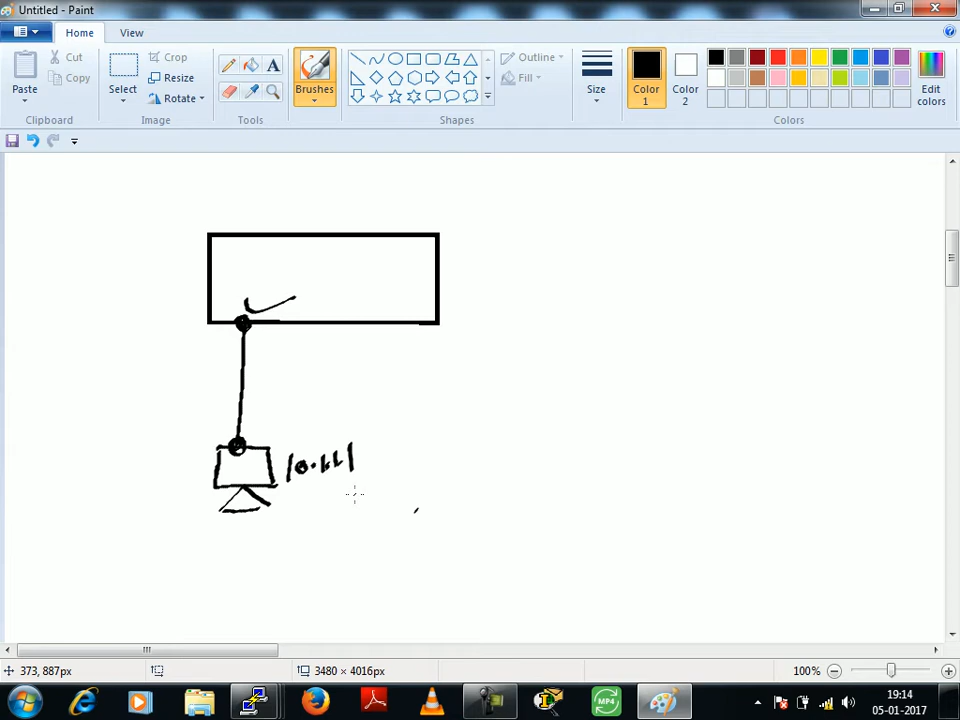 Untitled - Paint
Home
View
Paste
Cut
Copy
Clipboard
Select
Crop
Resize
Rotate
Image
Tools
A
Brushes
Outline
Fill
Shapes
Size
Color 1
Color 2
Edit colors
Colors
373, 887px
3480 × 4016px
100%
MP4
19:14
05-01-2017